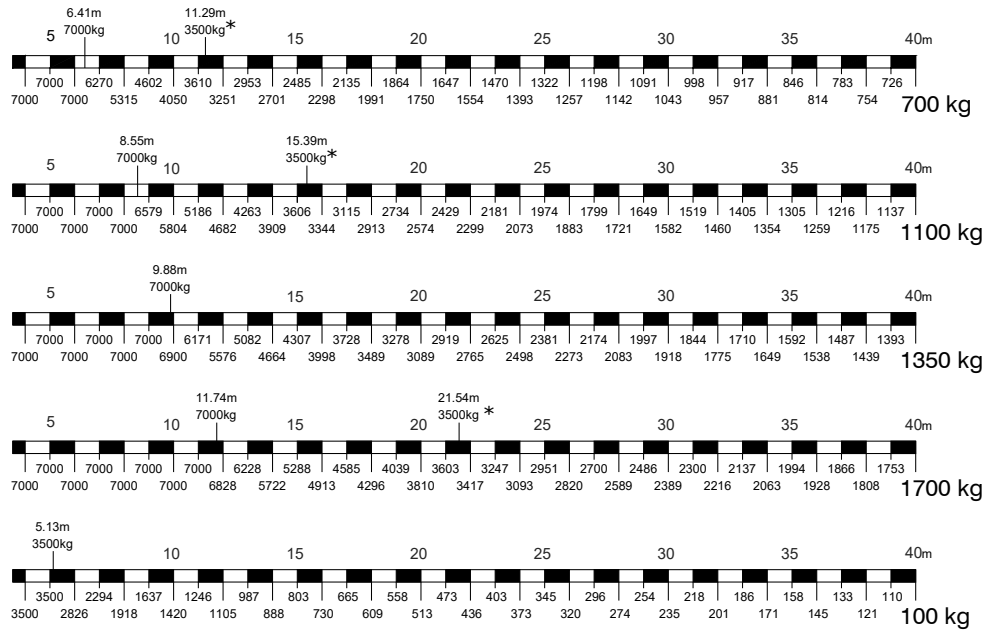 6.41m 11.29m
7000kg 3500kg*
5 10 15 20 25 30 35 40m
7000 6270 4602 3610 2953 2485 2135 1864 1647 1470 1322 1198 1091 998 917 846 783 726
7000 7000 5315 4050 3251 2701 2298 1991 1750 1554 1393 1257 1142 1043 957 881 814 754 700 kg
8.55m 15.39m
7000kg 3500kg*
5 10 20 25 30 35 40m
7000 7000 6579 5186 4263 3606 3115 2734 2429 2181 1974 1799 1649 1519 1405 1305 1216 1137
7000 7000 7000 5804 4682 3909 3344 2913 2574 2299 2073 1883 1721 1582 1460 1354 1259 1175 1100 kg
9.88m
7000kg
5 15 20 25 30 35 40m
7000 7000 7000 6171 5082 4307 3728 3278 2919 2625 2381 2174 1997 1844 1710 1592 1487 1393
7000 7000 7000 6900 5576 4664 3998 3489 3089 2765 2498 2273 2083 1918 1775 1649 1538 1439 1350 kg
11.74m 21.54m
7000kg 3500kg *
5 10 15 20 25 30 35 40m
7000 7000 7000 7000 6228 5288 4585 4039 3603 3247 2951 2700 2486 2300 2137 1994 1866 1753
7000 7000 7000 7000 6828 5722 4913 4296 3810 3417 3093 2820 2589 2389 2216 2063 1928 1808 1700 kg
5.13m
3500kg
10 15 20 25 30 35 40m
3500 2294 1637 1246 987 803 665 558 473 403 345 296 254 218 186 158 133 110
3500 2826 1918 1420 1105 888 730 609 513 436 373 320 274 235 201 171 145 121 100 kg